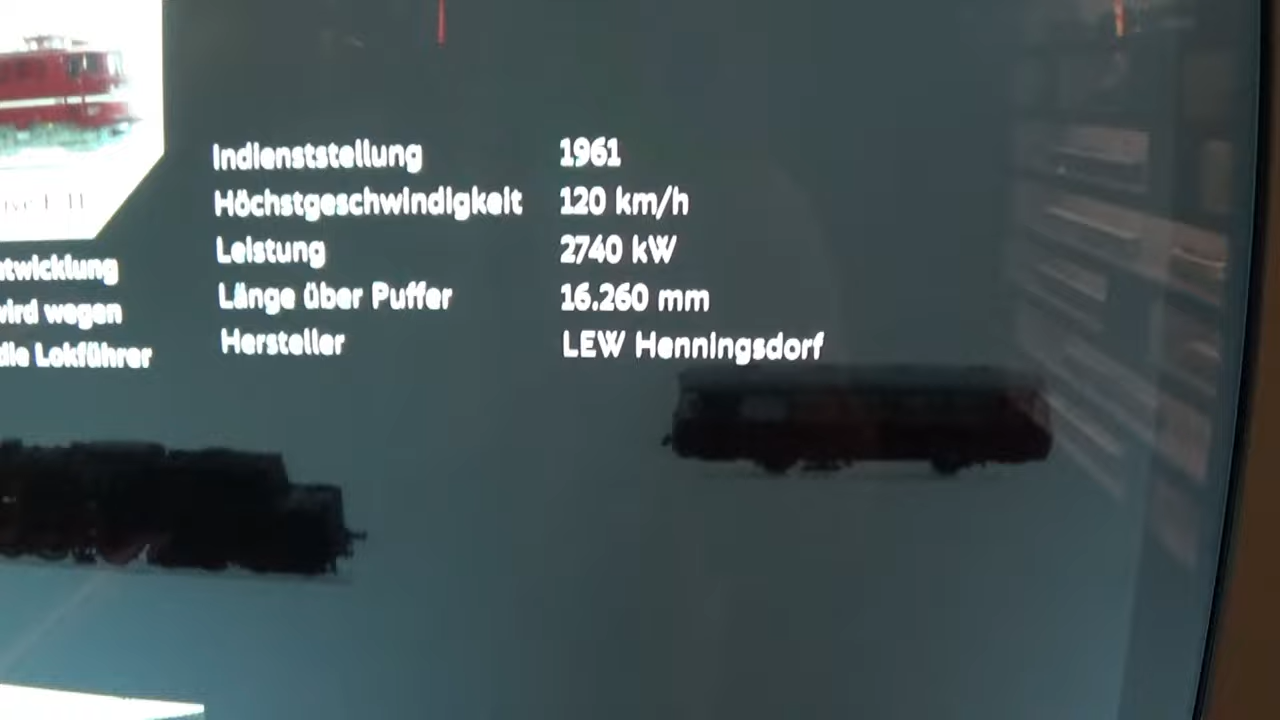 Indienststellung 1961
Höchstgeschwindigkeit 120 km/h
Leistung 2740 kW
Länge über Puffer 16.260 mm
Hersteller LEW Henningsdorf
wird wegen
die Lokführer